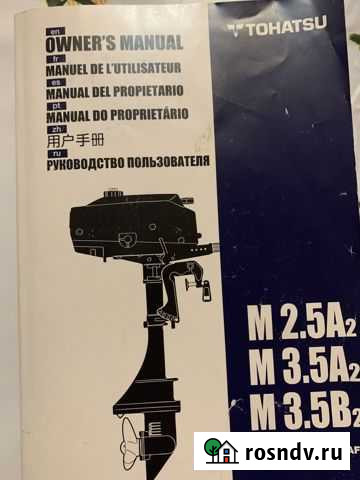 en
OWNER'S MANUAL
fr
MANUEL DE L'UTILISATEUR
es
MANUAL DEL PROPIETARIO
pt
MANUAL DO PROPRIETÁRIO
zh
用户手册
ru
РУКОВОДСТВО ПОЛЬЗОВАТЕЛЯ
TOHATSU
M 2.5A2
M 3.5A2
M 3.5B2
rosndv.ru